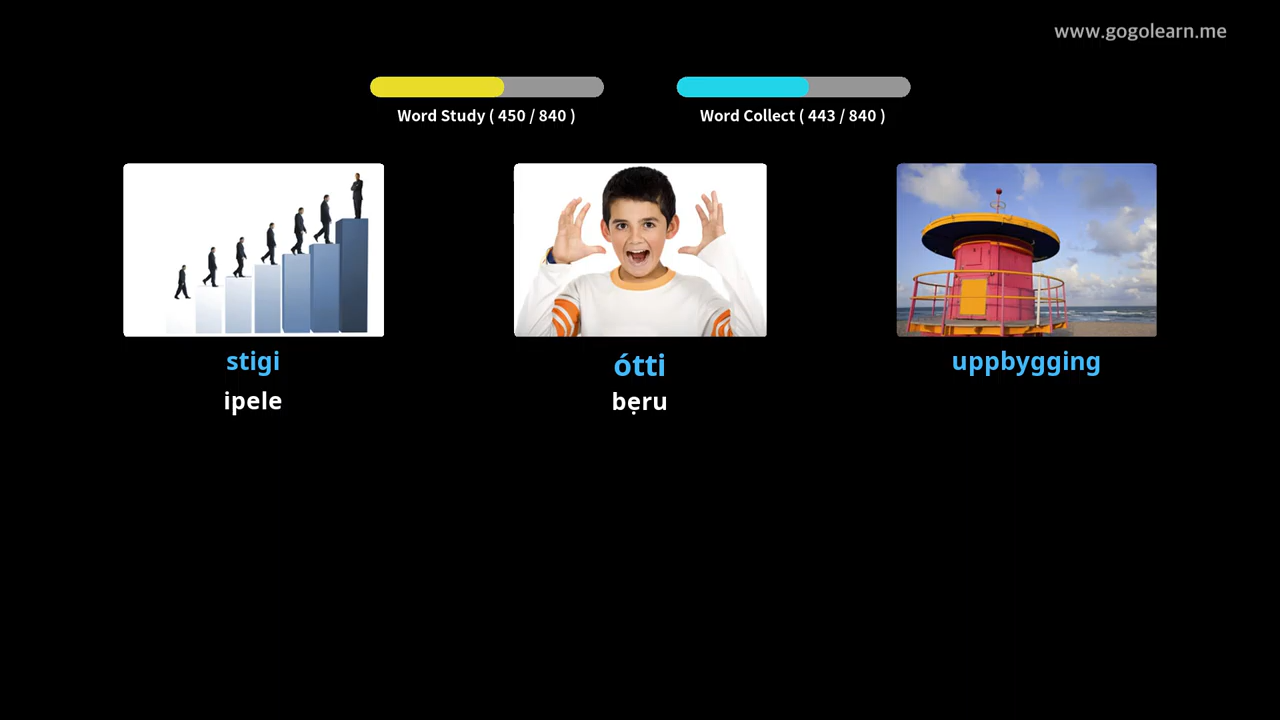 www.gogolearn.me
Word Study ( 450 / 840 )
Word Collect ( 443 / 840 )
stigi
ipele
ótti
bẹru
uppbygging